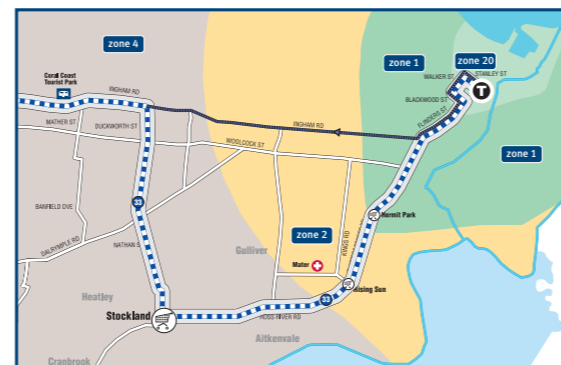 zone 4
zone 1
zone 20
WALKER ST
STANLEY ST
Coral Coast
Tourist Park
INGHAM RD
T
BLACKWOOD ST
FLINDERS ST
MATHER ST
DUCKWORTH ST
INGHAM RD
WOOLCOCK ST
zone 1
33
BANFIELD DVE
Hermit Park
DALRYMPLE RD
NATHAN S
Gulliver
zone 2
KINGS RD
Mater
Rising Sun
Heatley
33
Stockland
ROSS RIVER RD
Aitkenvale
Cranbrook